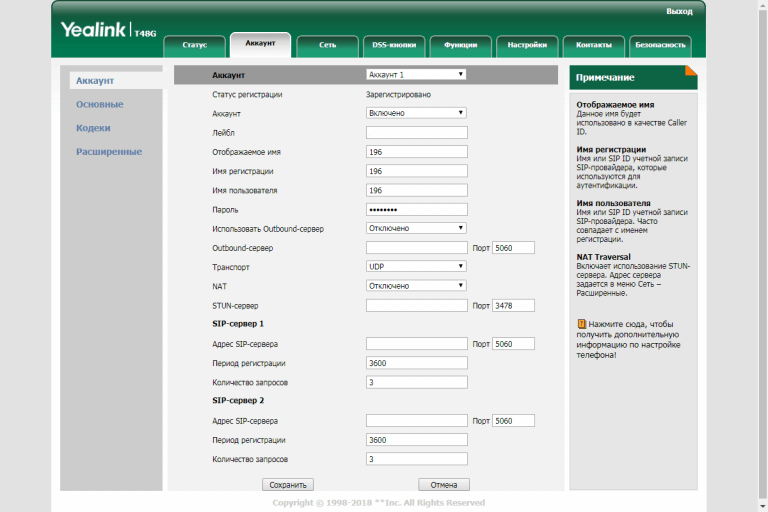 Выход
Yealink T48G
Статус
Аккаунт
Сеть
DSS-кнопки
Функции
Настройки
Контакты
Безопасность
Аккаунт
Основные
Кодеки
Расширенные
Аккаунт Аккаунт 1
Статус регистрации Зарегистрировано
Аккаунт Включено
Лейбл
Отображаемое имя 196
Имя регистрации 196
Имя пользователя 196
Пароль ••••••••
Использовать Outbound-сервер Отключено
Outbound-сервер Порт 5060
Транспорт UDP
NAT Отключено
STUN-сервер Порт 3478
SIP-сервер 1
Адрес SIP-сервера Порт 5060
Период регистрации 3600
Количество запросов 3
SIP-сервер 2
Адрес SIP-сервера Порт 5060
Период регистрации 3600
Количество запросов 3
Сохранить Отмена
Примечание
Отображаемое имя
Данное имя будет
использовано в качестве Caller
ID.
Имя регистрации
Имя или SIP ID учетной записи
SIP-провайдера, которые
используются для
аутентификации.
Имя пользователя
Имя или SIP ID учетной записи
SIP-провайдера. Часто
совпадает с именем
регистрации.
NAT Traversal
Включает использование STUN-
сервера. Адрес сервера
задается в меню Сеть –
Расширенные.
Нажмите сюда, чтобы
получить дополнительную
информацию по настройке
телефона!
Copyright © 1998-2018 **Inc. All Rights Reserved